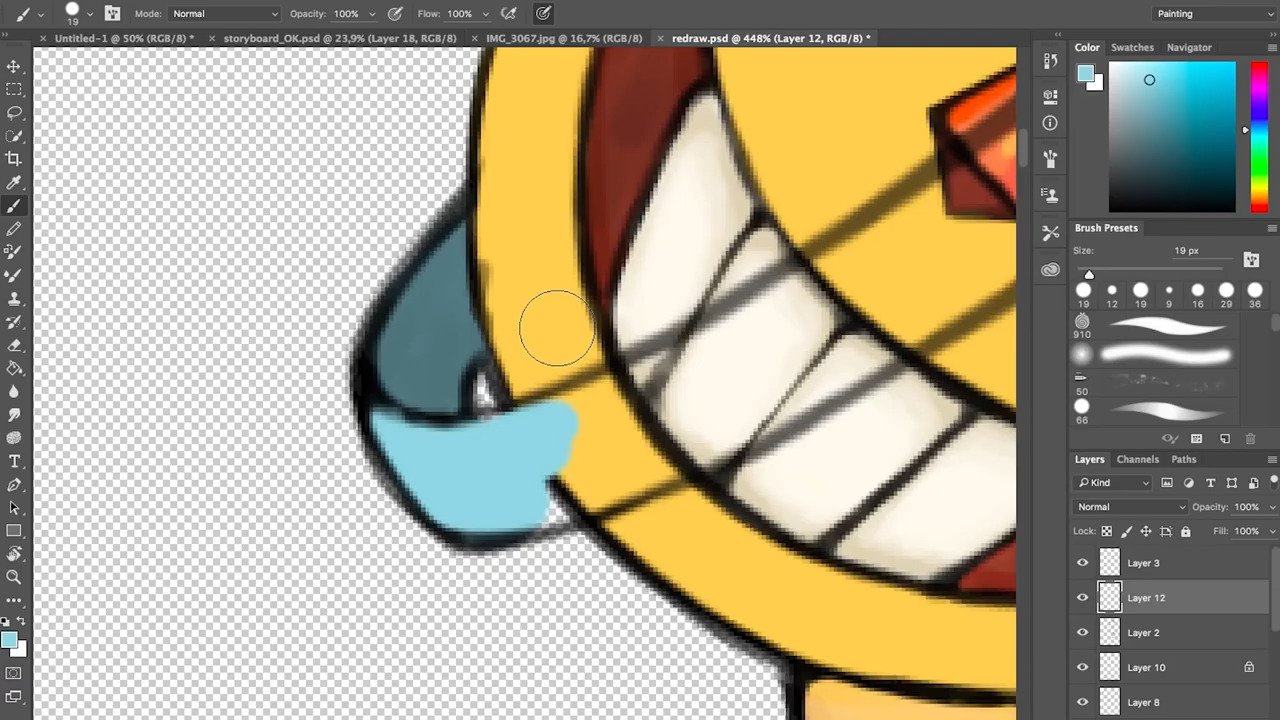 19 Mode: Normal Opacity: 100% Flow: 100% Painting
Untitled-1 @ 50% (RGB/8) * storyboard_OK.psd @ 23,9% (Layer 18, RGB/8) IMG_3067.jpg @ 16,7% (RGB/8) redraw.psd @ 448% (Layer 12, RGB/8) *
Color Swatches Navigator
Brush Presets
Size: 19 px
19 12 19 9 16 29 36
910
50
66
Layers Channels Paths
Kind
Normal Opacity: 100%
Lock: Fill: 100%
Layer 3
Layer 12
Layer 2
Layer 10
Layer 8